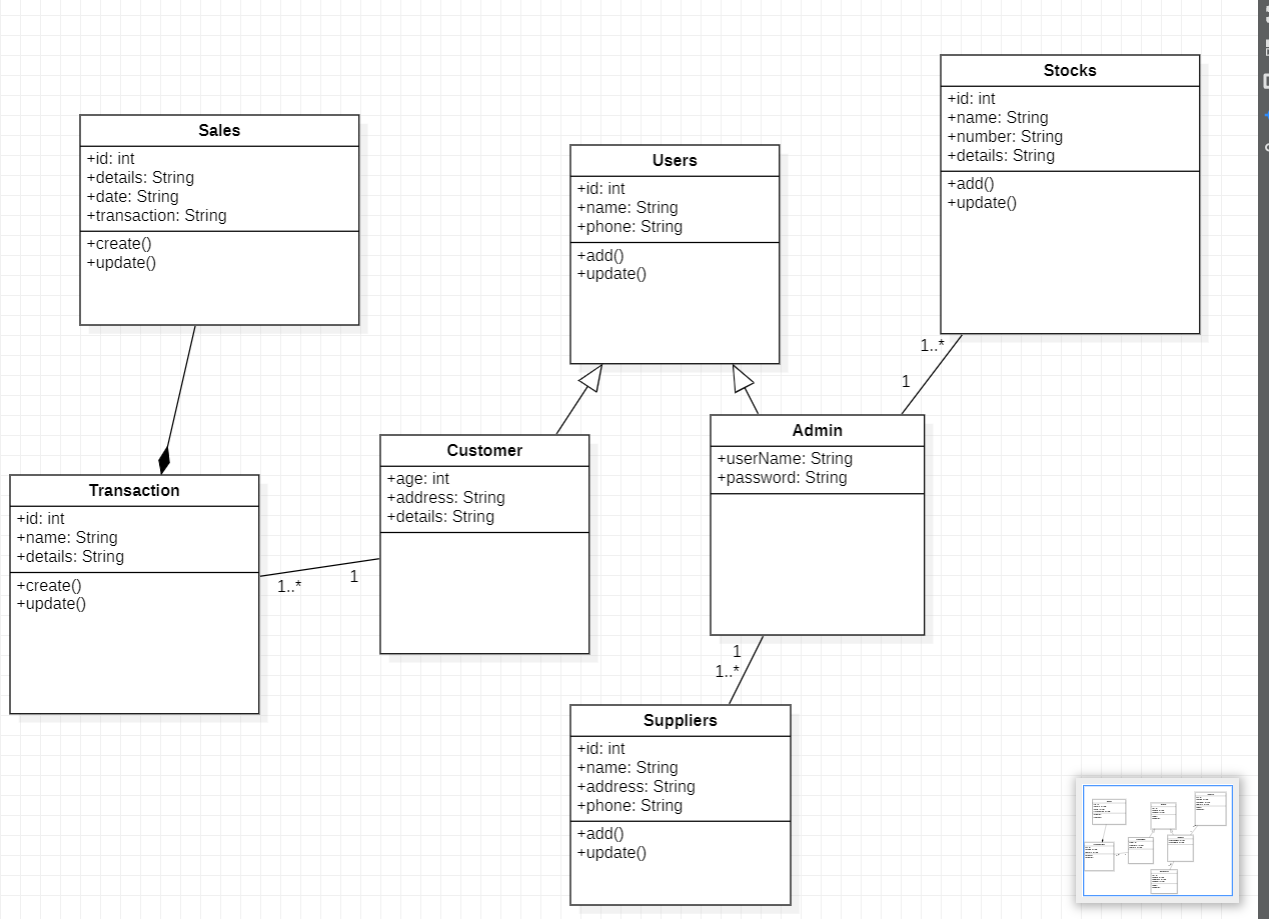 Sales
+id: int
+details: String
+date: String
+transaction: String
+create()
+update()
Users
+id: int
+name: String
+phone: String
+add()
+update()
Stocks
+id: int
+name: String
+number: String
+details: String
+add()
+update()
1..*
1
Transaction
+id: int
+name: String
+details: String
+create()
+update()
1..*
1
Customer
+age: int
+address: String
+details: String
Admin
+userName: String
+password: String
1
1..*
Suppliers
+id: int
+name: String
+address: String
+phone: String
+add()
+update()